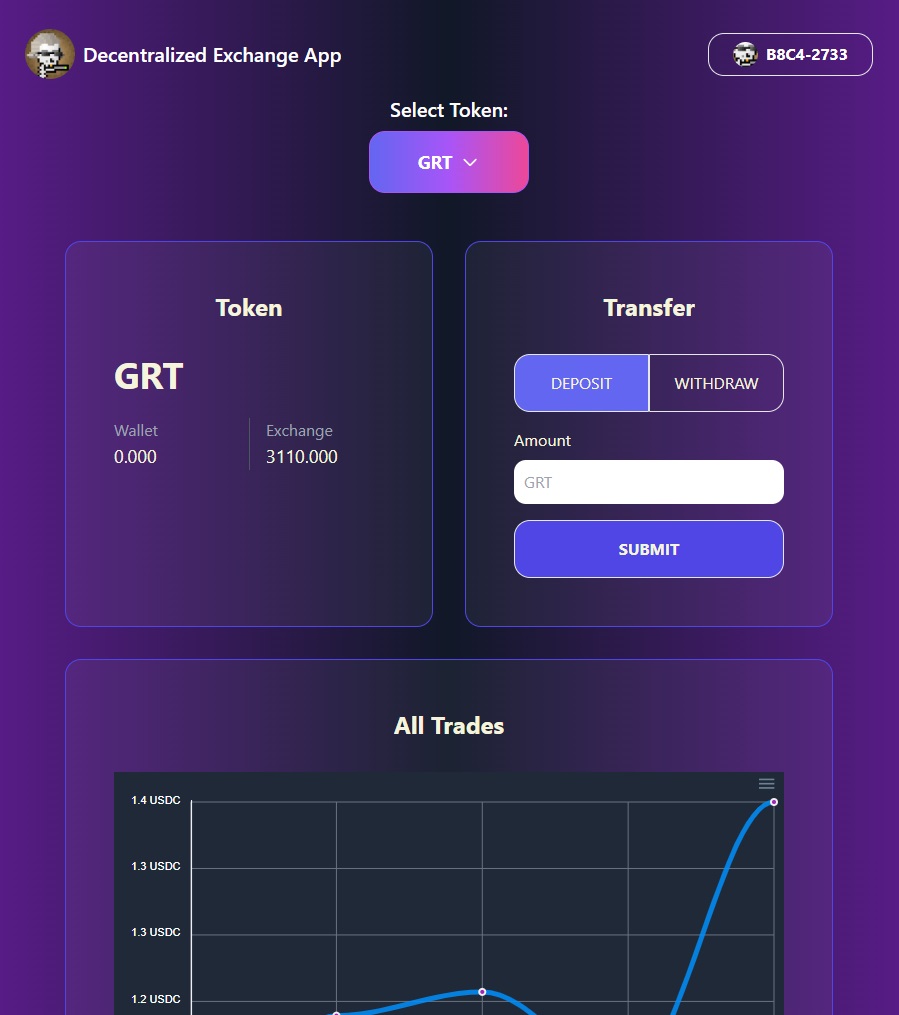 Decentralized Exchange App
B8C4-2733
Select Token:
GRT
Token
GRT
Wallet
Exchange
0.000
3110.000
Transfer
DEPOSIT
WITHDRAW
Amount
GRT
SUBMIT
All Trades
1.4 USDC
1.3 USDC
1.3 USDC
1.2 USDC